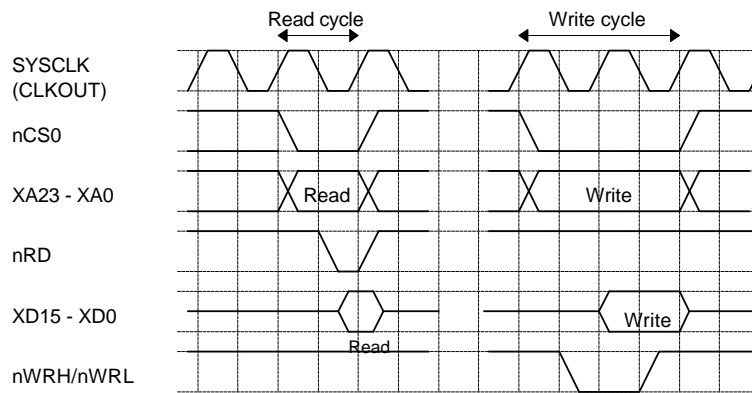 Read cycle
Write cycle
SYSCLK
(CLKOUT)
nCS0
XA23 - XA0
Read
Write
nRD
XD15 - XD0
Write
Read
nWRH/nWRL